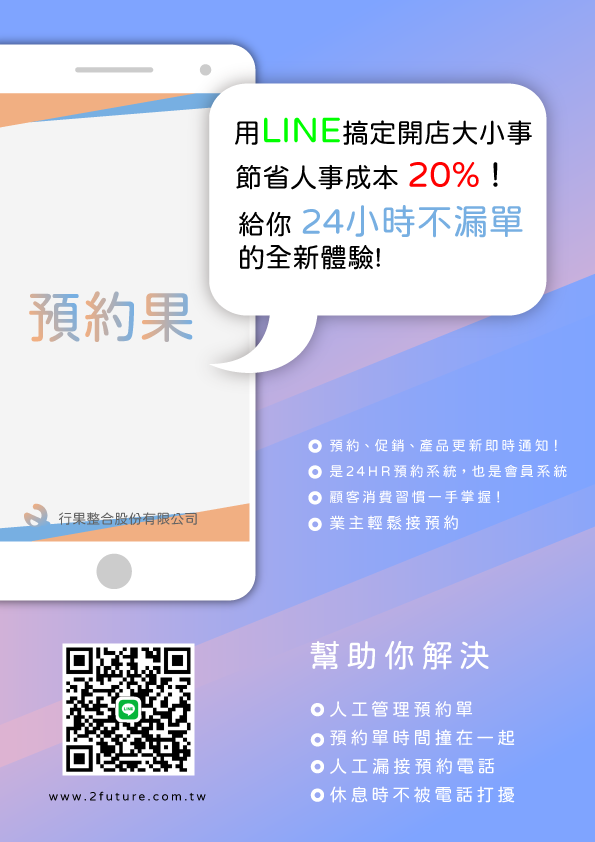 用LINE搞定開店大小事
節省人事成本 20%！
給你 24小時不漏單
的全新體驗!
預約果
行果整合股份有限公司
預約、促銷、產品更新即時通知！
是24HR預約系統，也是會員系統
顧客消費習慣一手掌握！
業主輕鬆接預約
幫助你解決
人工管理預約單
預約單時間撞在一起
人工漏接預約電話
休息時不被電話打擾
LINE
www.2future.com.tw